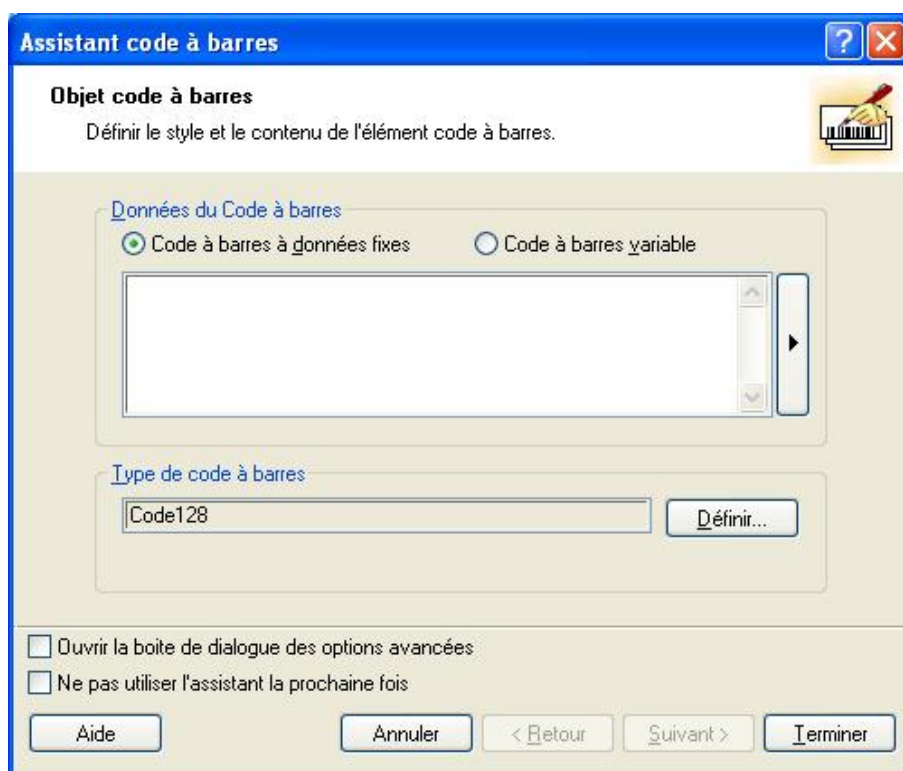 Assistant code à barres
Objet code à barres
Définir le style et le contenu de l'élément code à barres.
Données du Code à barres
Code à barres à données fixes Code à barres variable
Type de code à barres
Code128 Définir...
Ouvrir la boite de dialogue des options avancées
Ne pas utiliser l'assistant la prochaine fois
Aide Annuler < Retour Suivant > Terminer